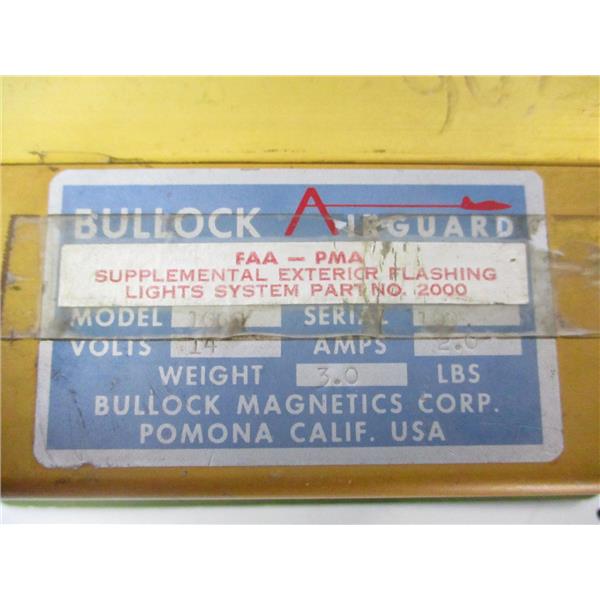 BULLOCK AIRGUARD
FAA - PMA
SUPPLEMENTAL EXTERIOR FLASHING
LIGHTS SYSTEM PART NO. 2000
MODEL SERIAL
VOLTS 14 AMPS 2.0
WEIGHT 3.0 LBS
BULLOCK MAGNETICS CORP.
POMONA CALIF. USA